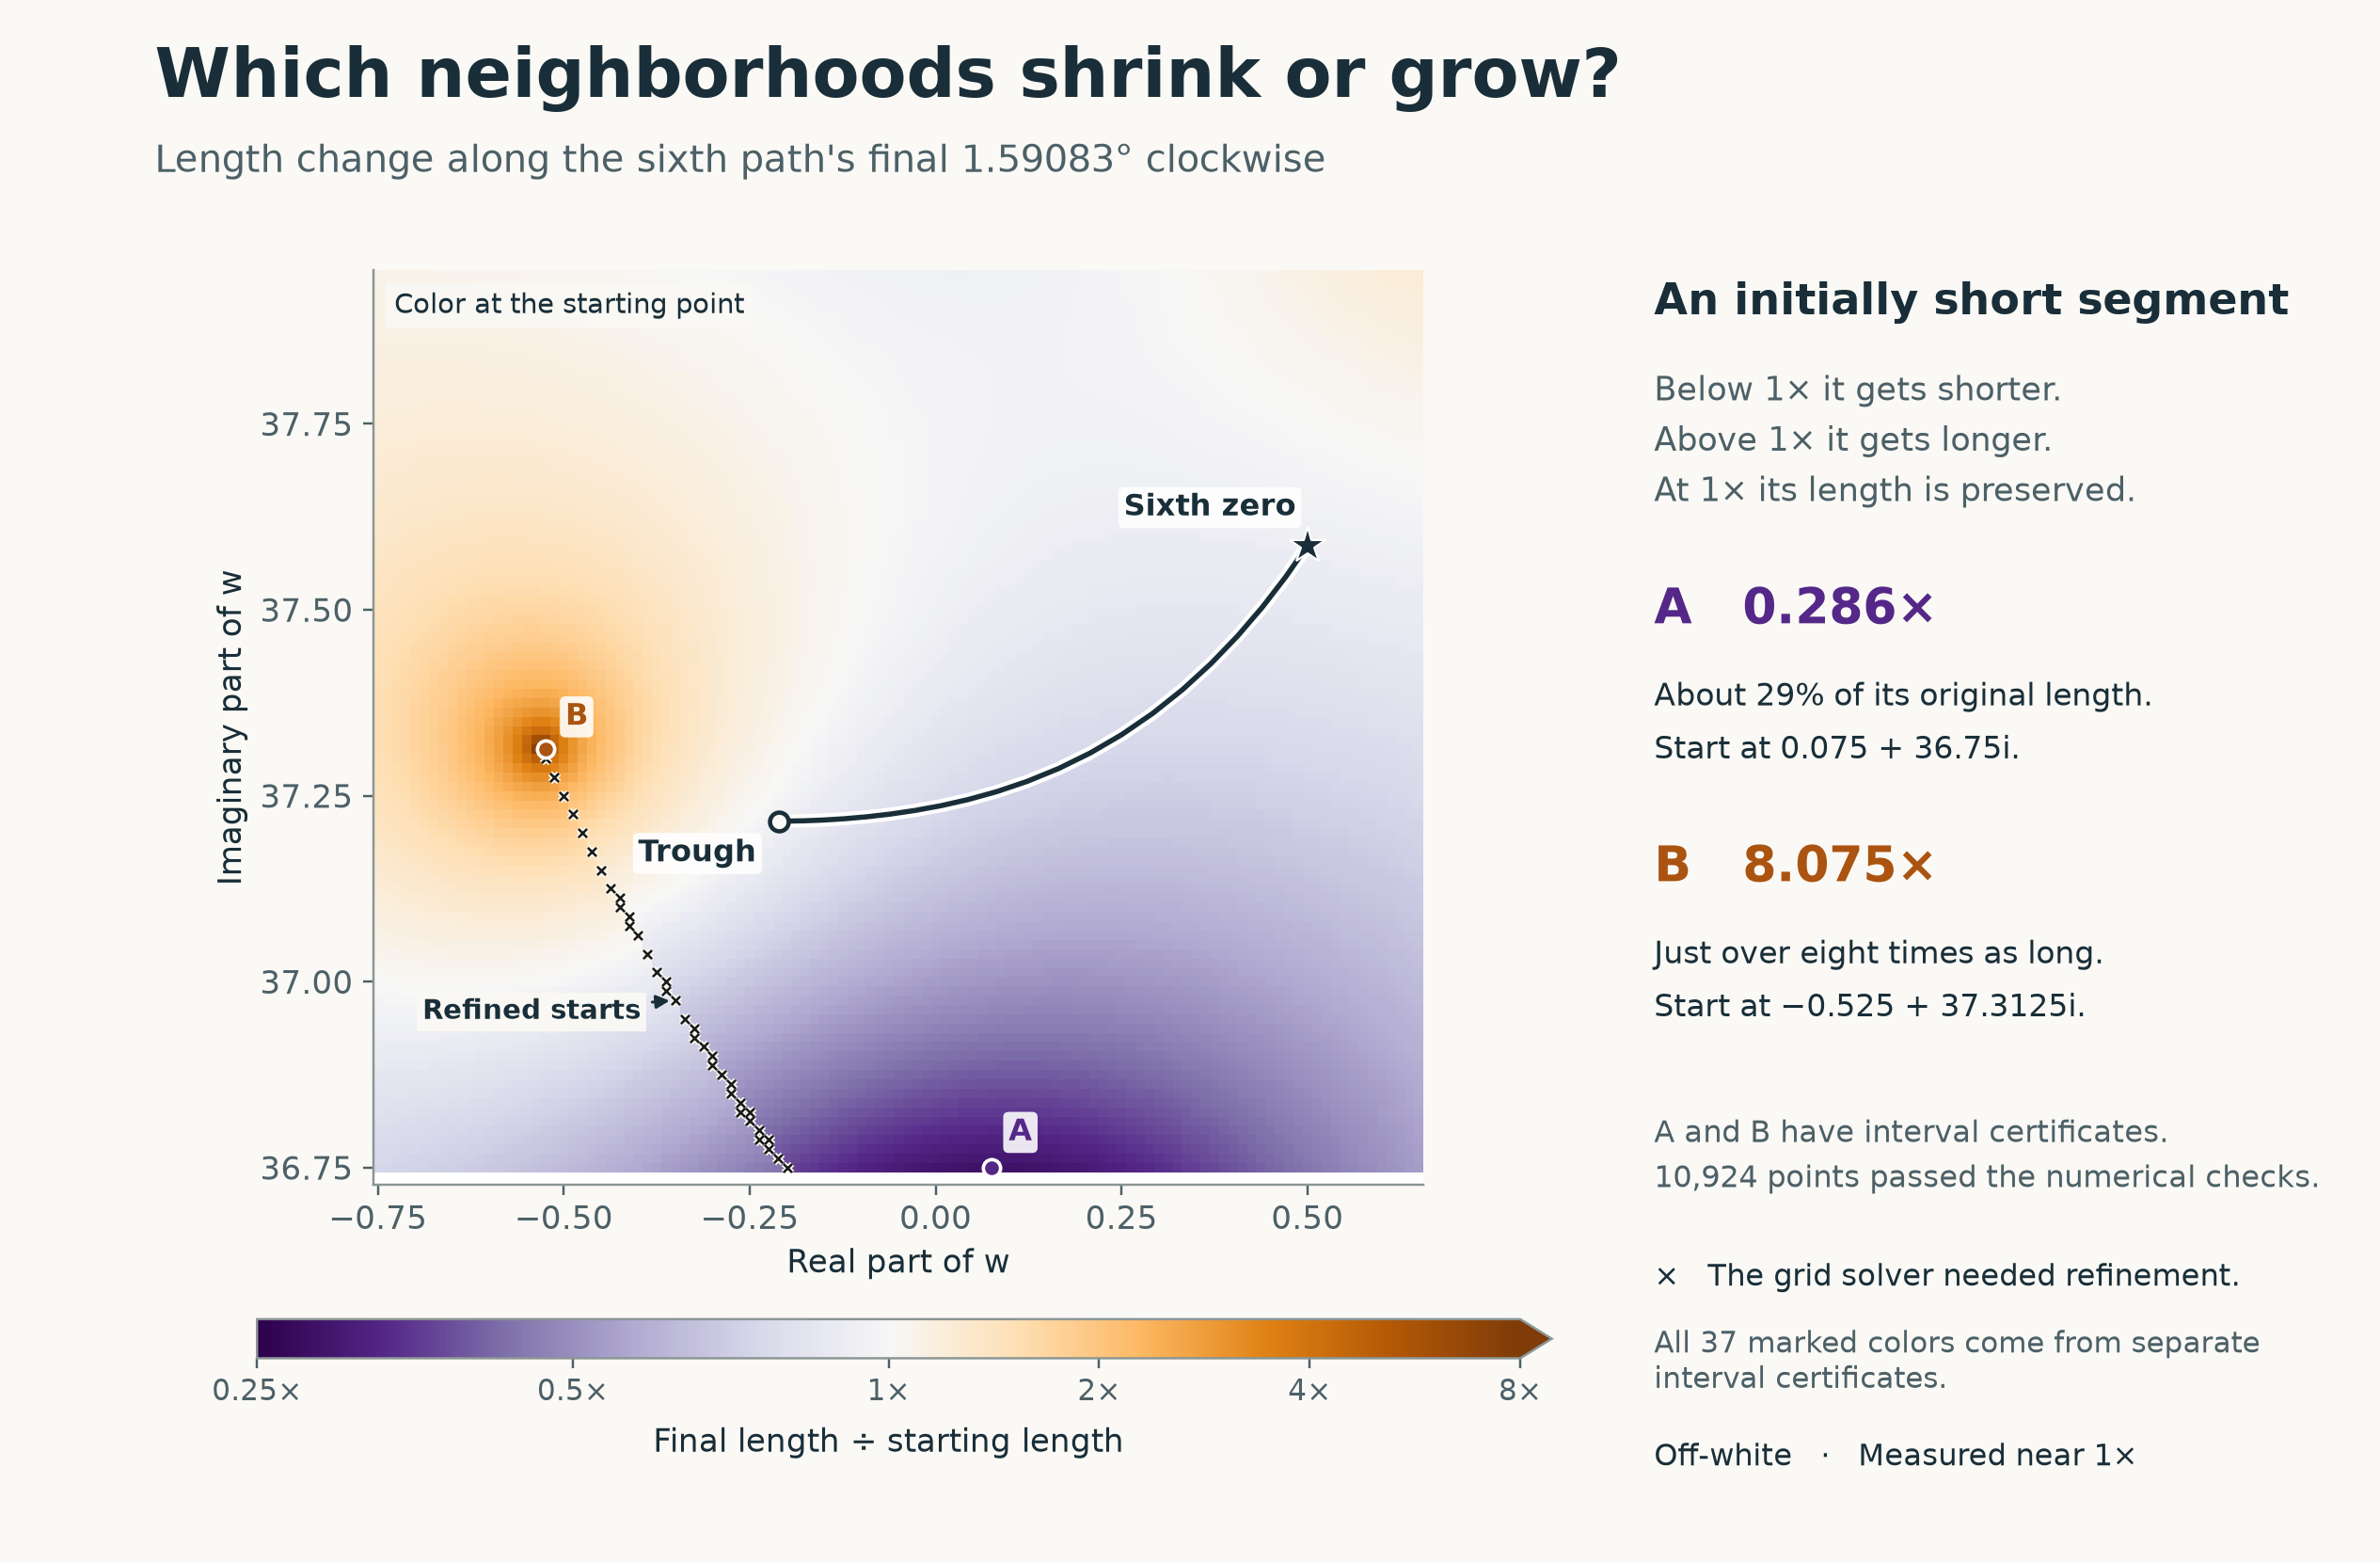 Which neighborhoods shrink or grow?
Length change along the sixth path's final 1.59083° clockwise
Color at the starting point
Sixth zero
B
Trough
Refined starts
A
Imaginary part of w
37.75
37.50
37.25
37.00
36.75
−0.75
−0.50
−0.25
0.00
0.25
0.50
Real part of w
0.25×
0.5×
1×
2×
4×
8×
Final length ÷ starting length
An initially short segment
Below 1× it gets shorter.
Above 1× it gets longer.
At 1× its length is preserved.
A 0.286×
About 29% of its original length.
Start at 0.075 + 36.75i.
B 8.075×
Just over eight times as long.
Start at −0.525 + 37.3125i.
A and B have interval certificates.
10,924 points passed the numerical checks.
× The grid solver needed refinement.
All 37 marked colors come from separate
interval certificates.
Off-white · Measured near 1×